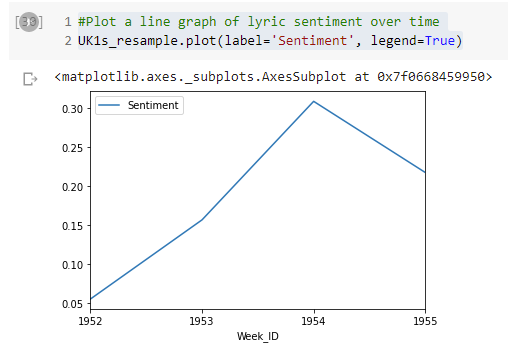 [30]
1 #Plot a line graph of lyric sentiment over time
2 UK1s_resample.plot(label='Sentiment', legend=True)
<matplotlib.axes._subplots.AxesSubplot at 0x7f0668459950>
Sentiment
0.30
0.25
0.20
0.15
0.10
0.05
1952 1953 1954 1955
Week_ID